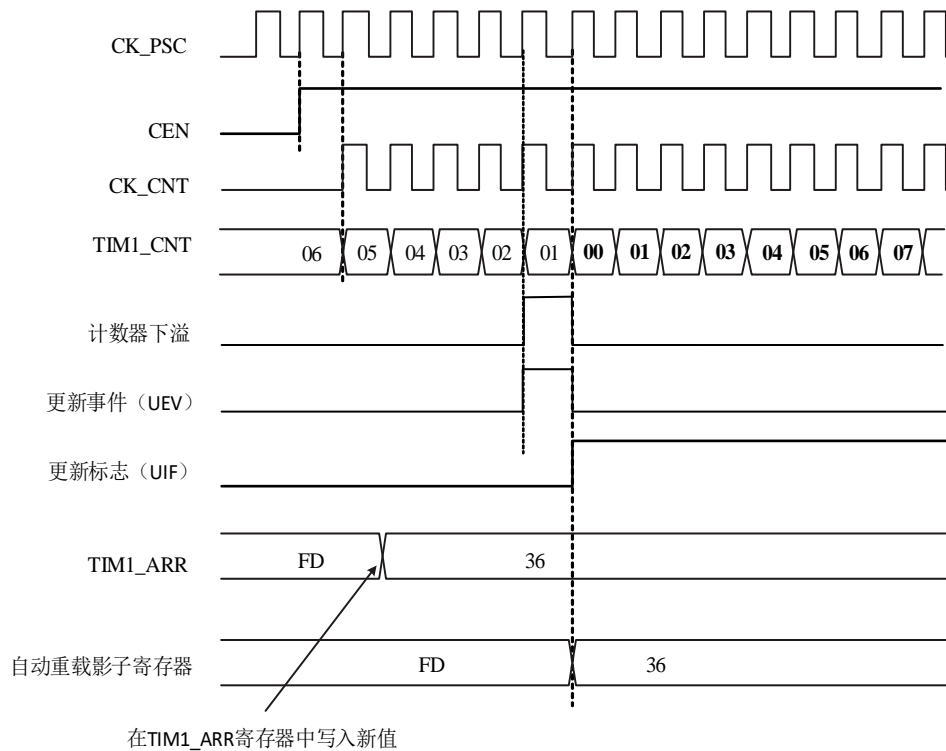 CK_PSC
CEN
CK_CNT
TIM1_CNT 06 05 04 03 02 01 00 01 02 03 04 05 06 07
计数器下溢
更新事件（UEV）
更新标志（UIF）
TIM1_ARR FD 36
自动重载影子寄存器 FD 36
在TIM1_ARR寄存器中写入新值